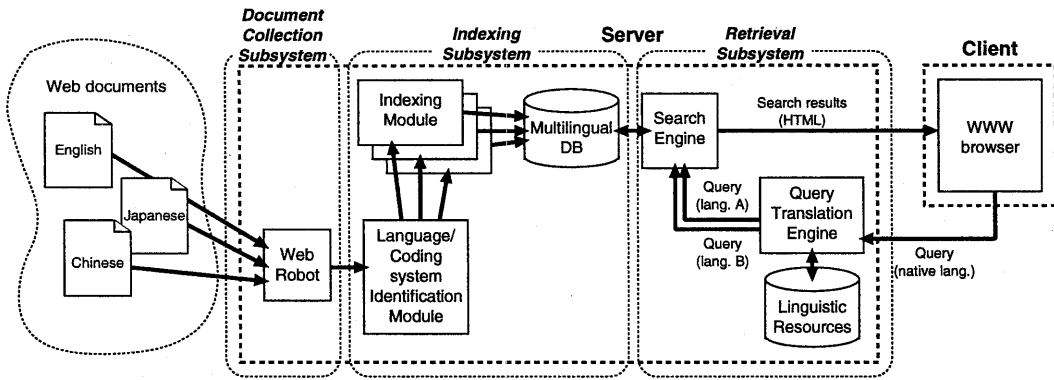 Document
Collection
Subsystem
Indexing
Subsystem
Server
Retrieval
Subsystem
Client
Web documents
English
Japanese
Chinese
Web
Robot
Indexing
Module
Language/
Coding
system
Identification
Module
Multilingual
DB
Search
Engine
Search results
(HTML)
WWW
browser
Query
(lang. A)
Query
(lang. B)
Query
Translation
Engine
Query
(native lang.)
Linguistic
Resources